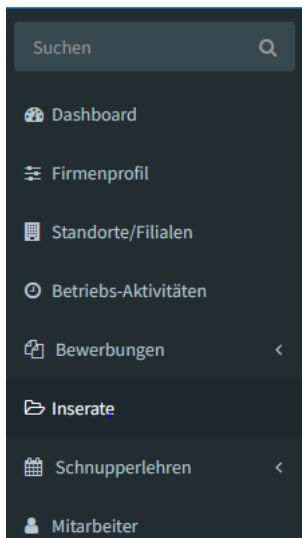 Suchen
Dashboard
Firmenprofil
Standorte/Filialen
Betriebs-Aktivitäten
Bewerbungen
Inserate
Schnupperlehren
Mitarbeiter